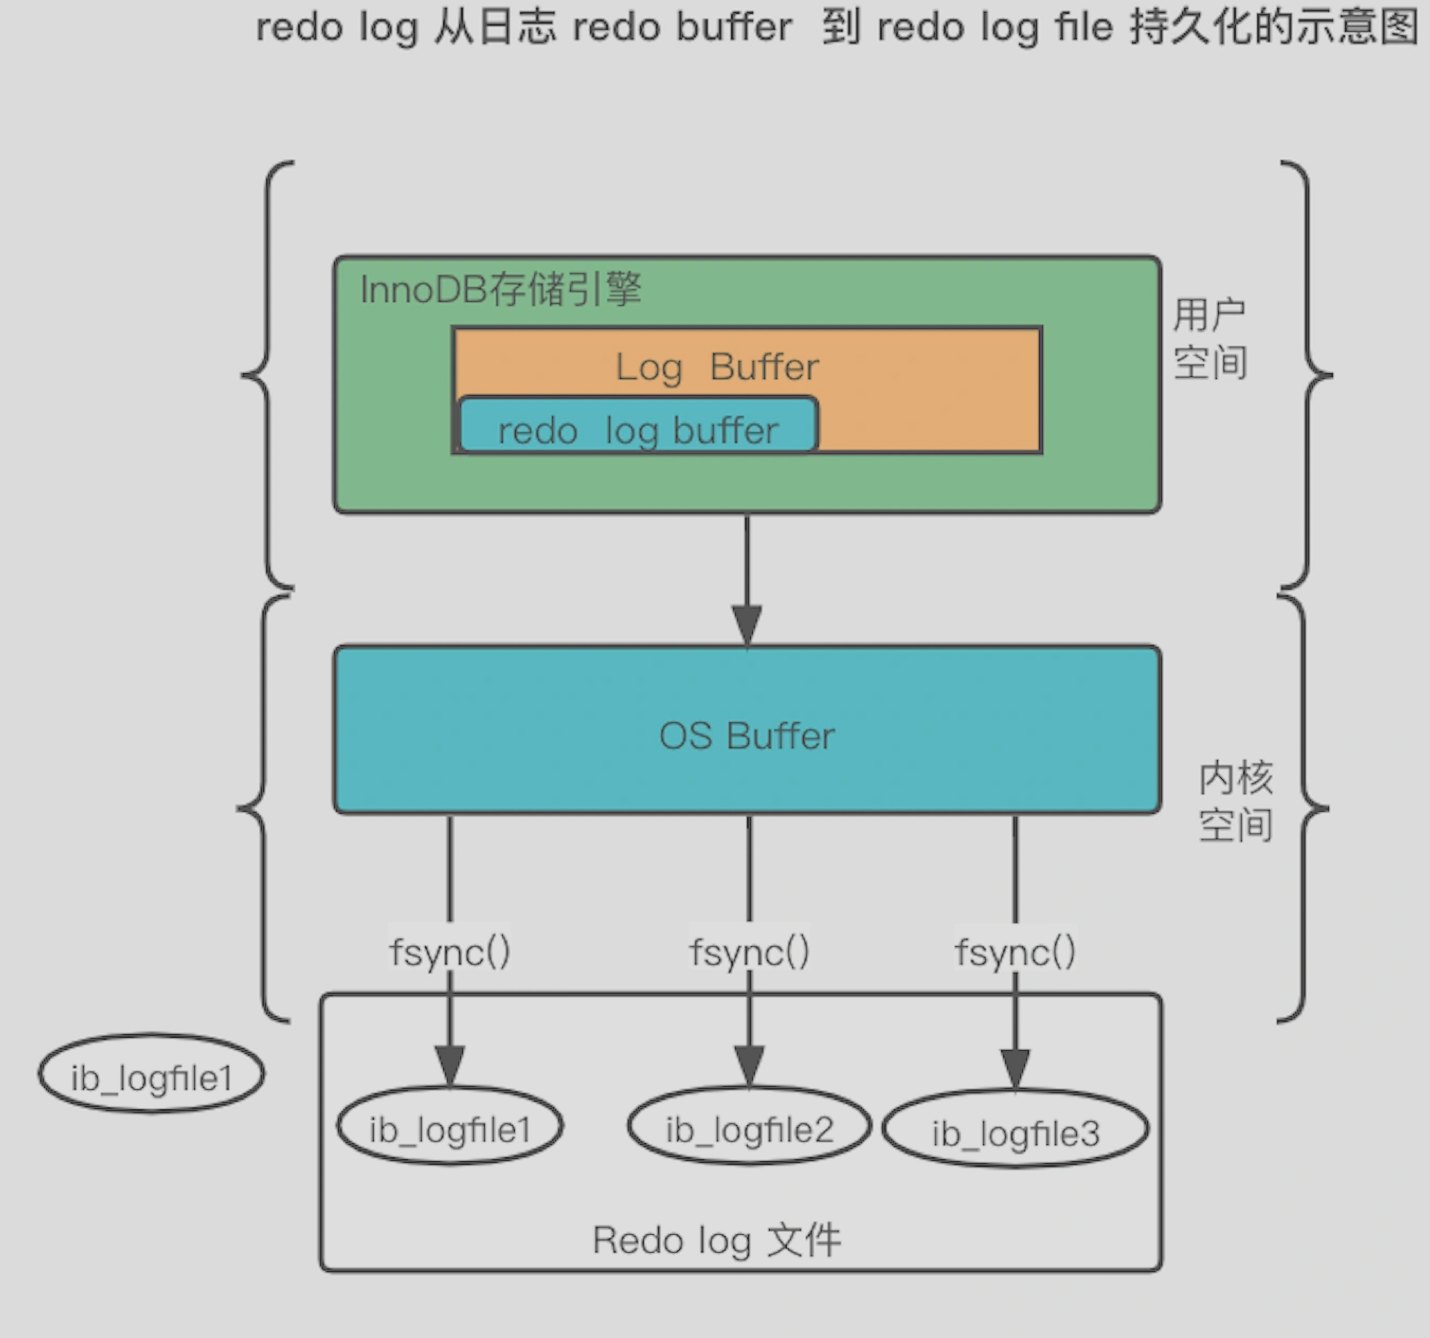 redo log 从日志 redo buffer 到 redo log file 持久化的示意图
InnoDB存储引擎
Log Buffer
redo log buffer
用户
空间
OS Buffer
内核
空间
fsync() fsync() fsync()
ib_logfile1
ib_logfile1 ib_logfile2 ib_logfile3
Redo log 文件